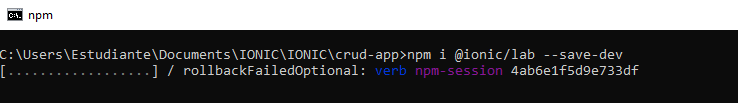 npm
C:\Users\Estudiante\Documents\IONIC\IONIC\crud-app>npm i @ionic/lab --save-dev
[..................] / rollbackFailedOptional: verb npm-session 4ab6e1f5d9e733df